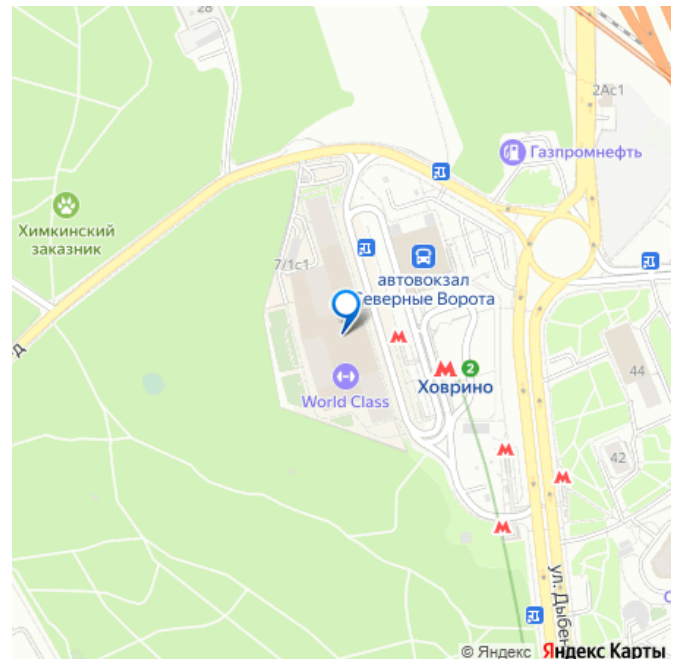 28
2Ас1
Газпромнефть
Химкинский
заказник
7/1с1
автовокзал
Северные Ворота
М
М 2
Ховрино
World Class
44
42
М
М
М
ул. Дыбен
© Яндекс Яндекс Карты